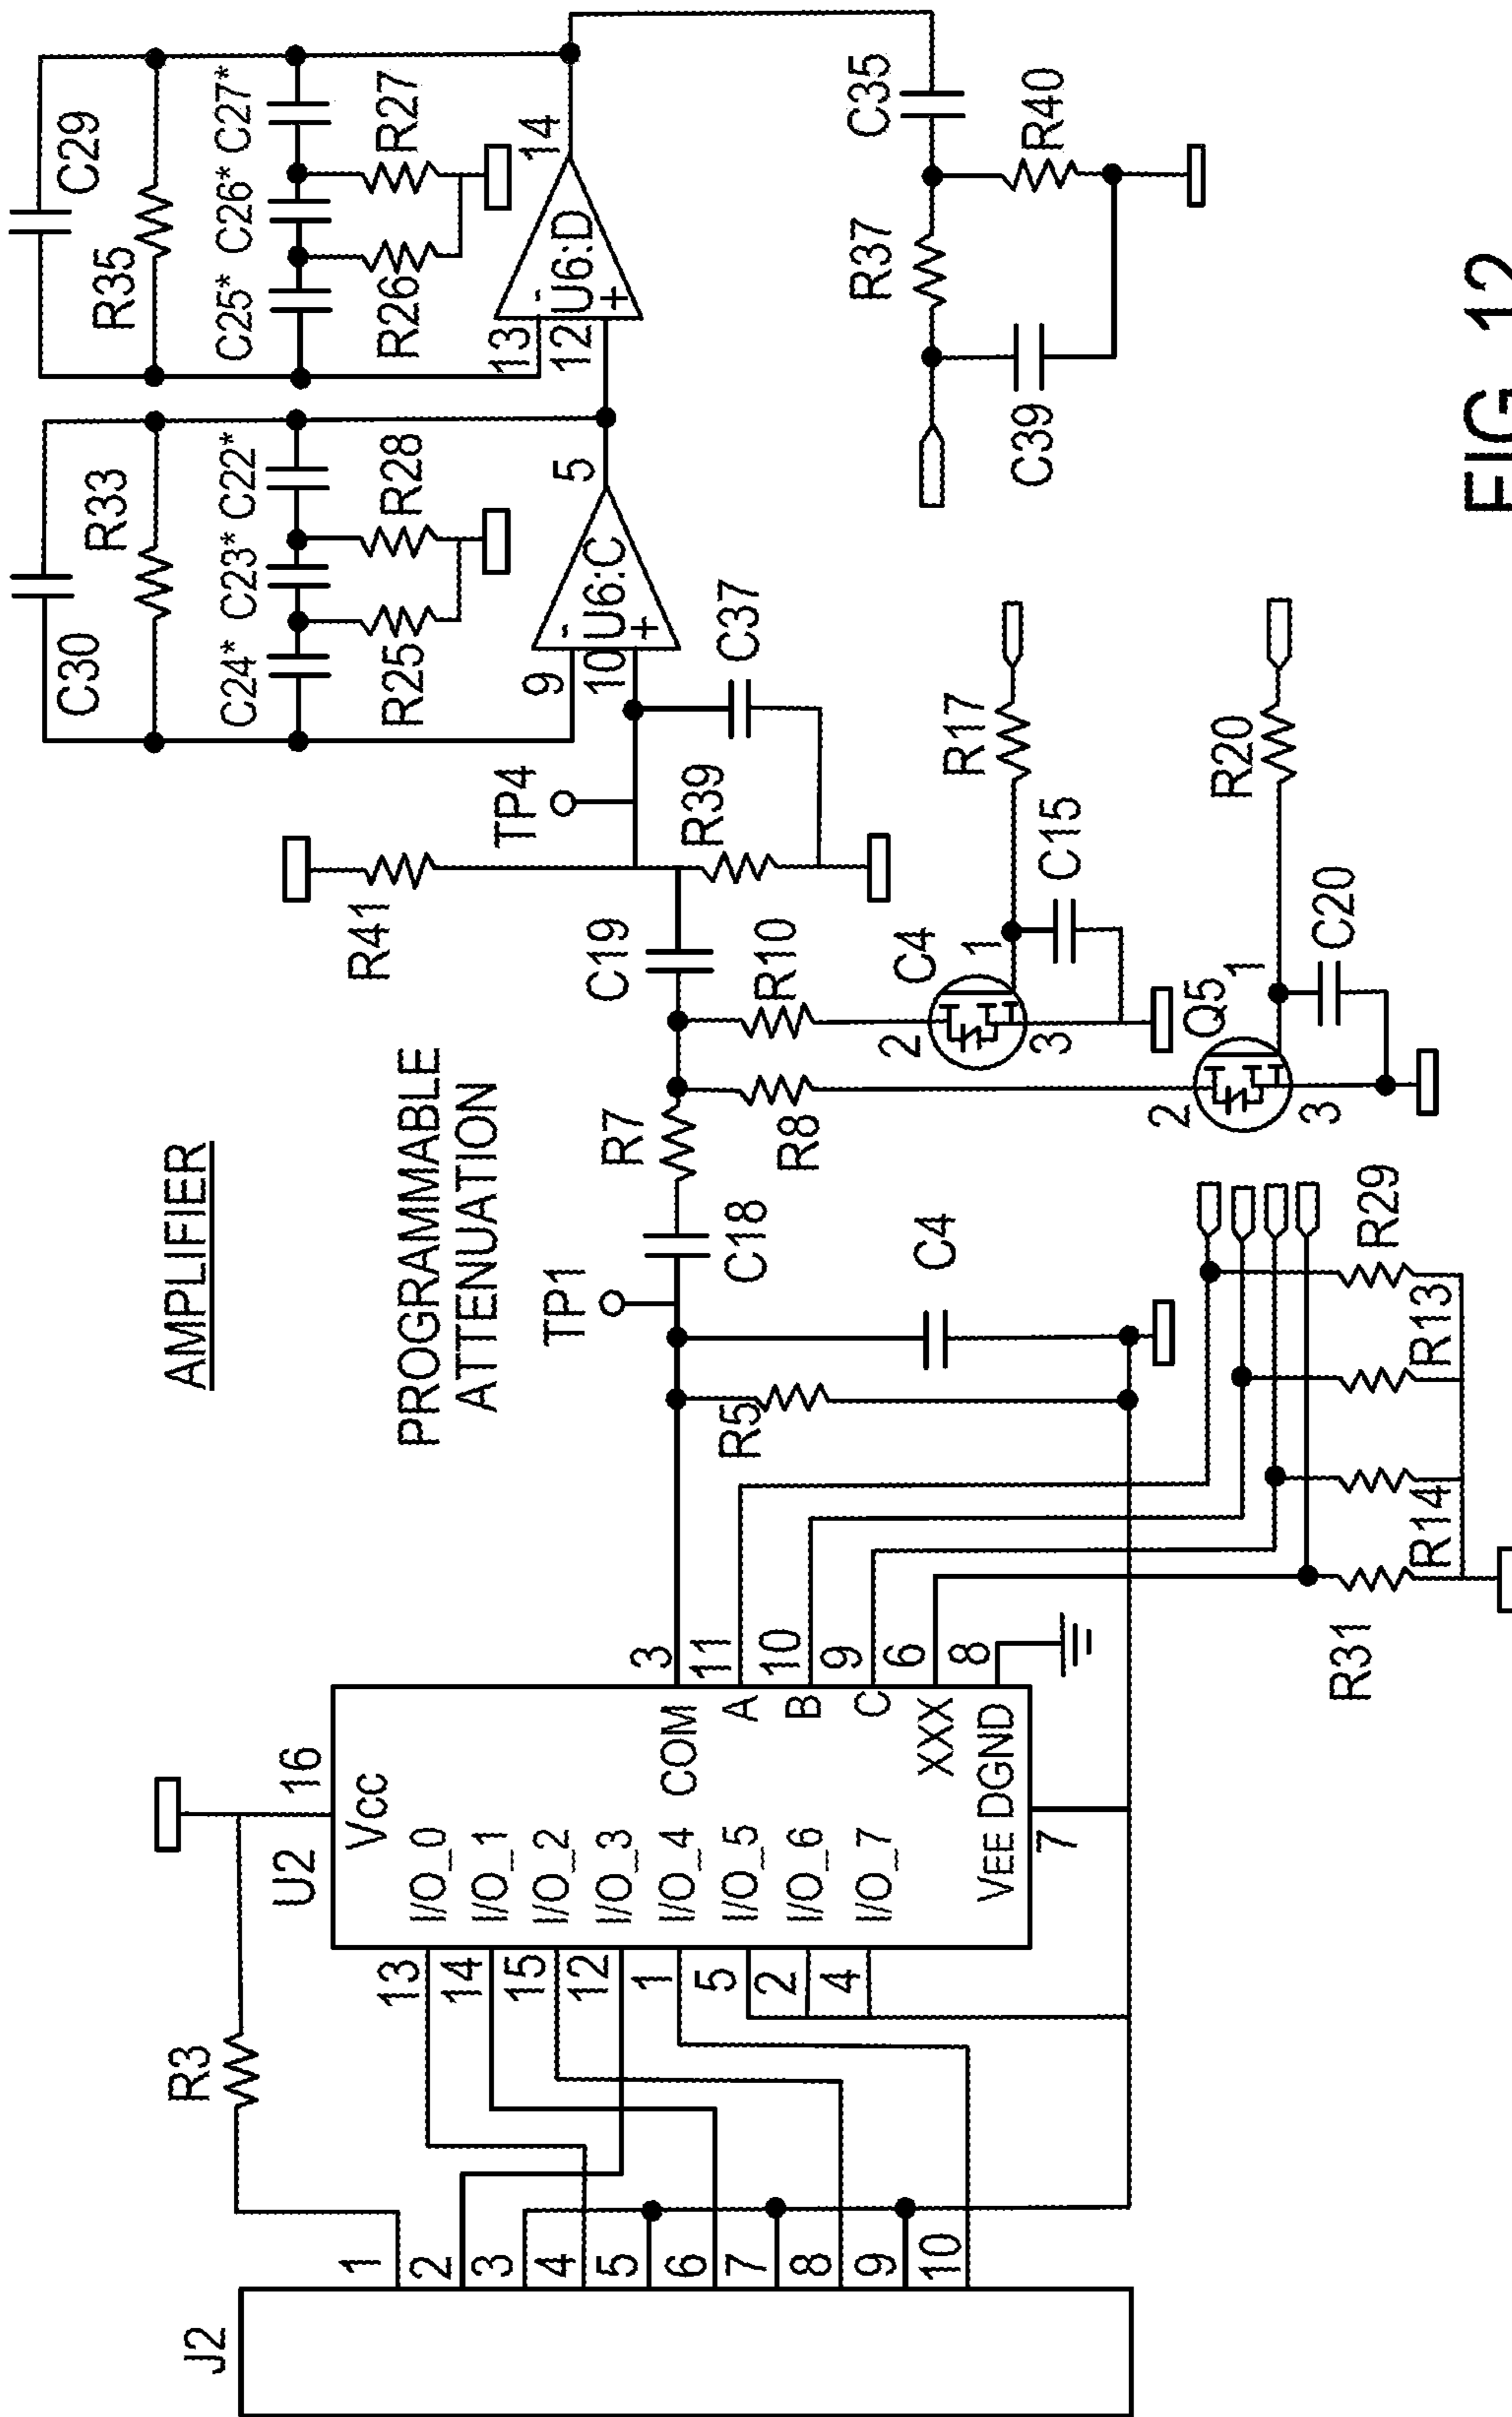 AMPLIFIER
PROGRAMMABLE
ATTENUATION
J2
1
2
3
4
5
6
7
8
9
10
R3
U2
16
Vcc
I/O_0
I/O_1
I/O_2
I/O_3
I/O_4
I/O_5
I/O_6
I/O_7
13
14
15
12
1
5
2
4
COM
A
B
C
XXX
DGND
VEE
3
11
10
9
6
8
7
R31
R14
R13
R29
R5
C4
TP1
C18
R7
R8
R10
C19
R41
TP4
R39
C37
C4
1
2
3
C15
R17
Q5
1
2
3
C20
R20
C30
R33
C24*
C23*
C22*
R25
R28
9
10
-
+
U6:C
5
C29
R35
C25*
C26*
C27*
R26
R27
13
12
-
+
U6:D
14
C35
R37
R40
C39
FIG. 12